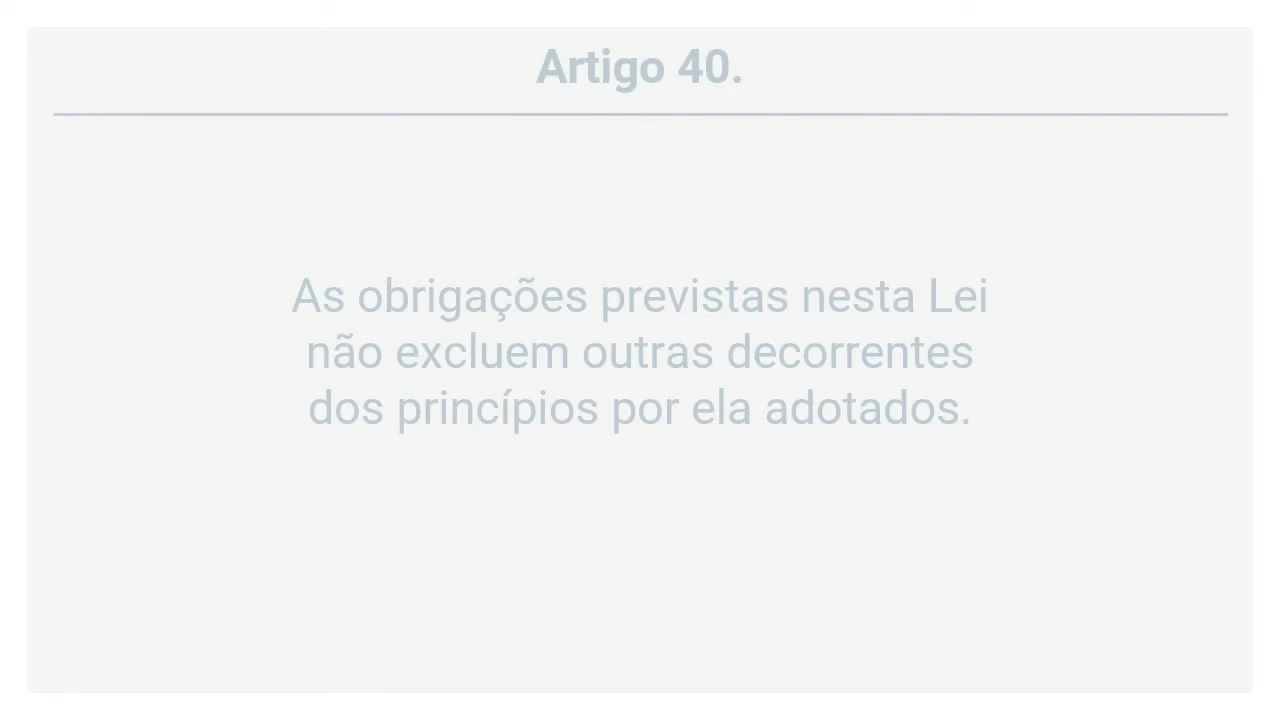 Artigo 40.
As obrigações previstas nesta Lei
não excluem outras decorrentes
dos princípios por ela adotados.